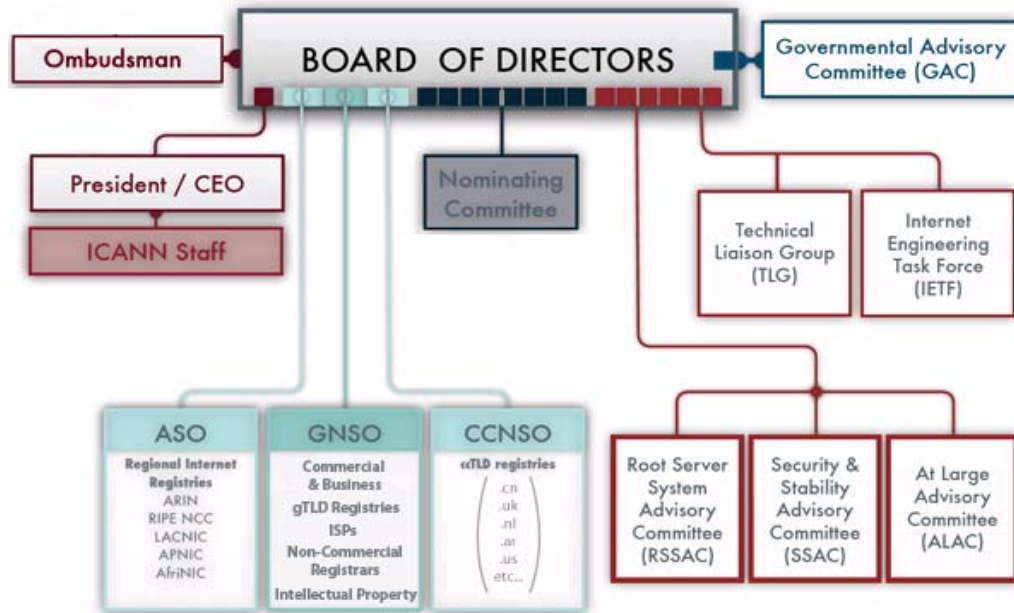 Ombudsman
BOARD OF DIRECTORS
Governmental Advisory
Committee (GAC)
President / CEO
ICANN Staff
Nominating
Committee
Technical
Liaison Group
(TLG)
Internet
Engineering
Task Force
(IETF)
ASO
Regional Internet
Registries
ARIN
RIPE NCC
LACNIC
APNIC
AfriNIC
GNSO
Commercial
& Business
gTLD Registries
ISPs
Non-Commercial
Registrars
Intellectual Property
CCNSO
ccTLD registries
.cn
.uk
.nl
.ar
.us
etc...
Root Server
System
Advisory
Committee
(RSSAC)
Security &
Stability
Advisory
Committee
(SSAC)
At Large
Advisory
Committee
(ALAC)